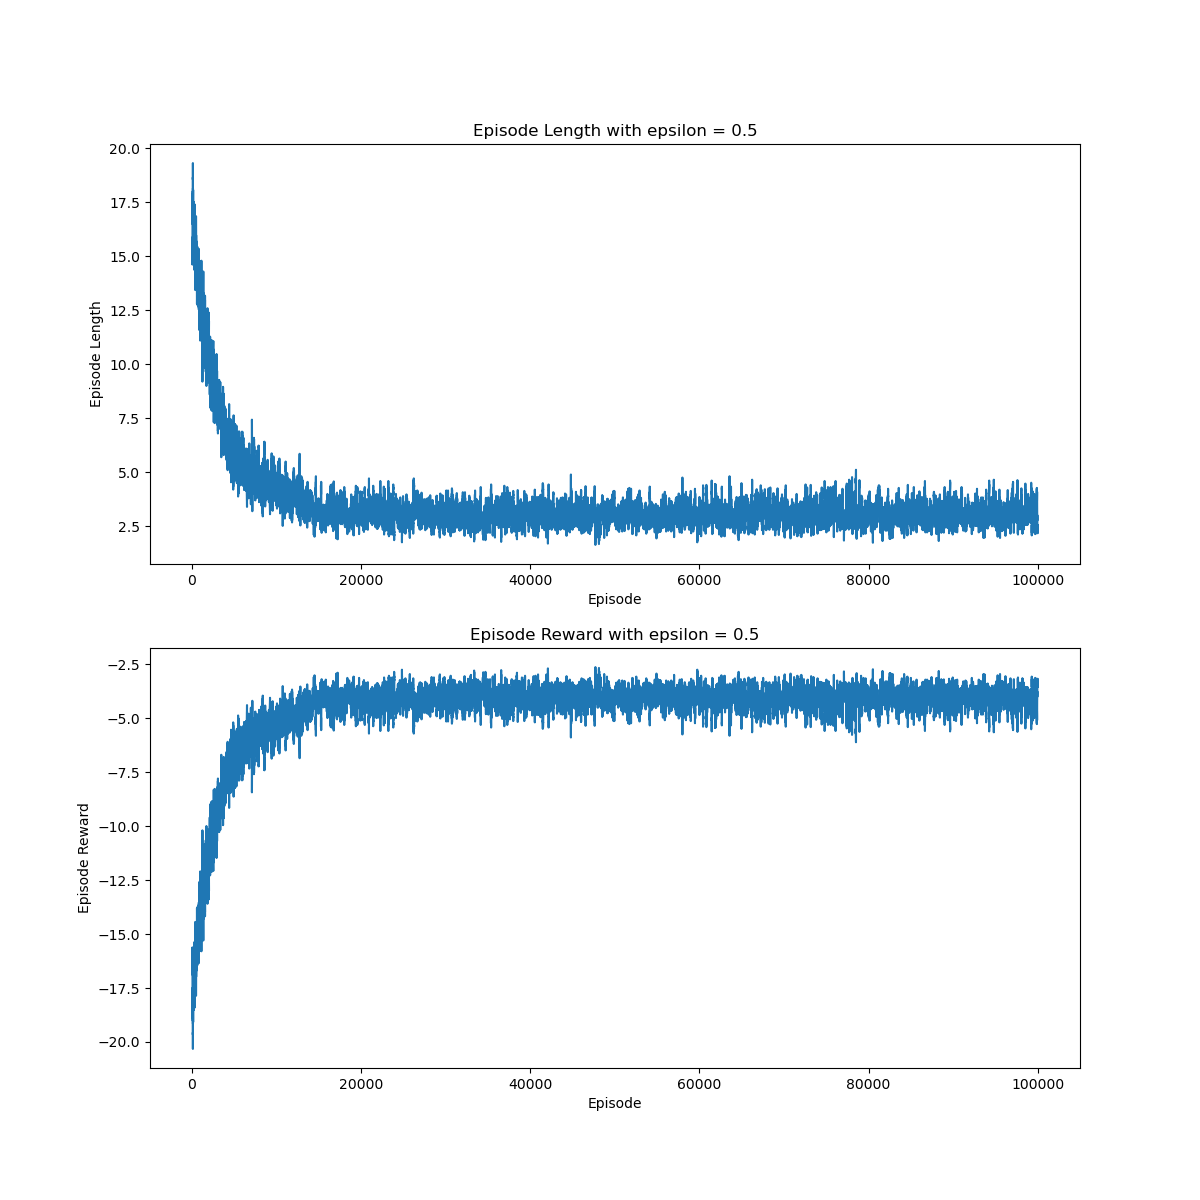 Episode Length with epsilon = 0.5
20.0
17.5
15.0
12.5
10.0
7.5
5.0
2.5
Episode Length
0 20000 40000 60000 80000 100000
Episode
Episode Reward with epsilon = 0.5
−2.5
−5.0
−7.5
−10.0
−12.5
−15.0
−17.5
−20.0
Episode Reward
0 20000 40000 60000 80000 100000
Episode